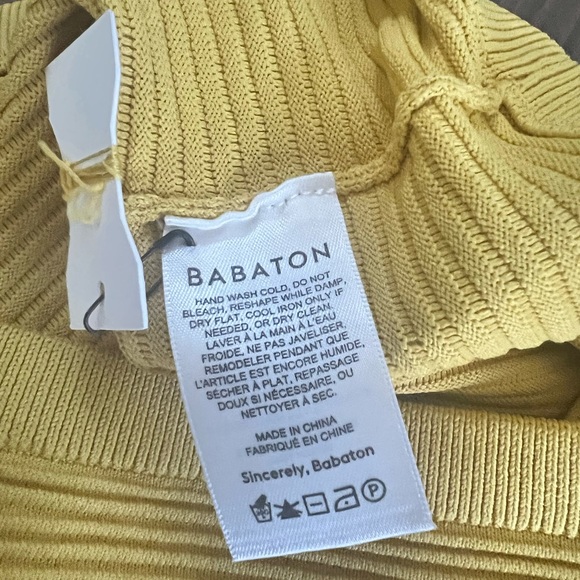 BABATON
HAND WASH COLD, DO NOT
BLEACH, RESHAPE WHILE DAMP,
DRY FLAT, COOL IRON ONLY IF
NEEDED, OR DRY CLEAN.
LAVER À LA MAIN À L'EAU
FROIDE. NE PAS JAVELISER,
REMODELER PENDANT QUE
L'ARTICLE EST ENCORE HUMIDE,
SÉCHER À PLAT, REPASSAGE
DOUX SI NÉCESSAIRE, OU
NETTOYER À SEC.
MADE IN CHINA
FABRIQUÉ EN CHINE
Sincerely, Babaton
P